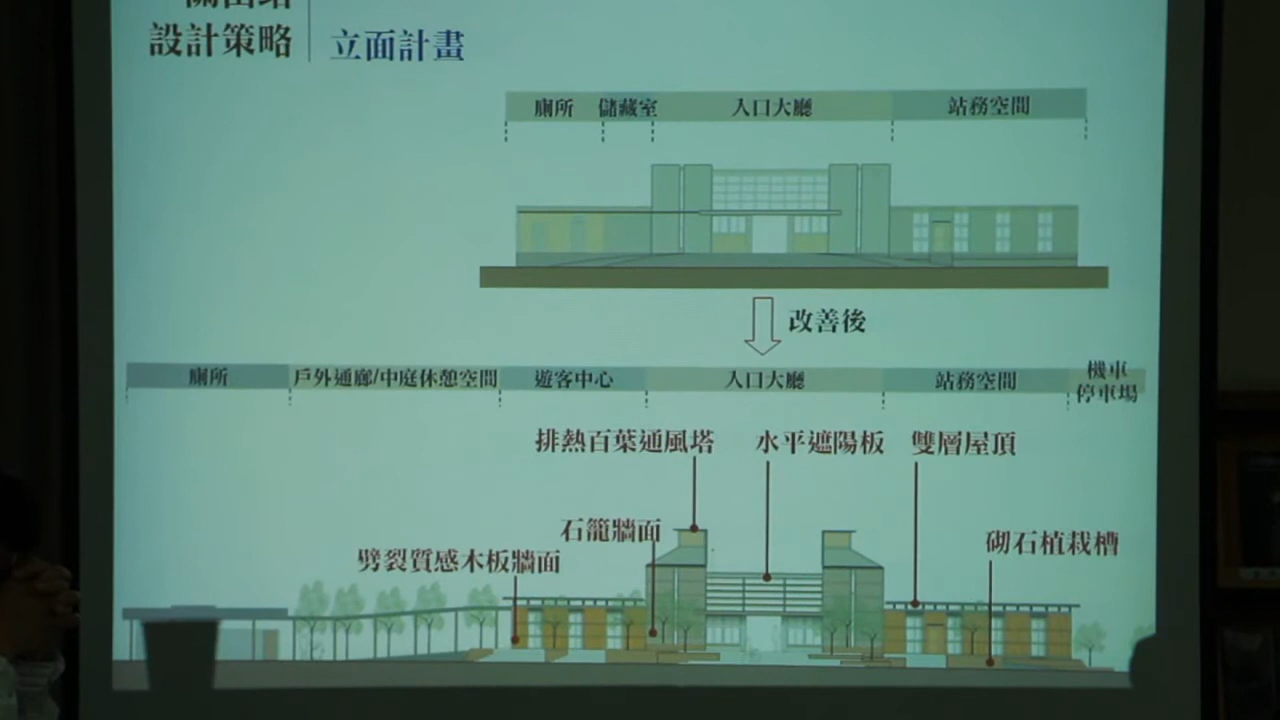 設計策略 立面計畫
廁所 儲藏室 入口大廳 站務空間
改善後
廁所 戶外通廊/中庭休憩空間 遊客中心 入口大廳 站務空間 機車停車場
排熱百葉通風塔 水平遮陽板 雙層屋頂
石籠牆面
砌石植栽槽
劈裂質感木板牆面